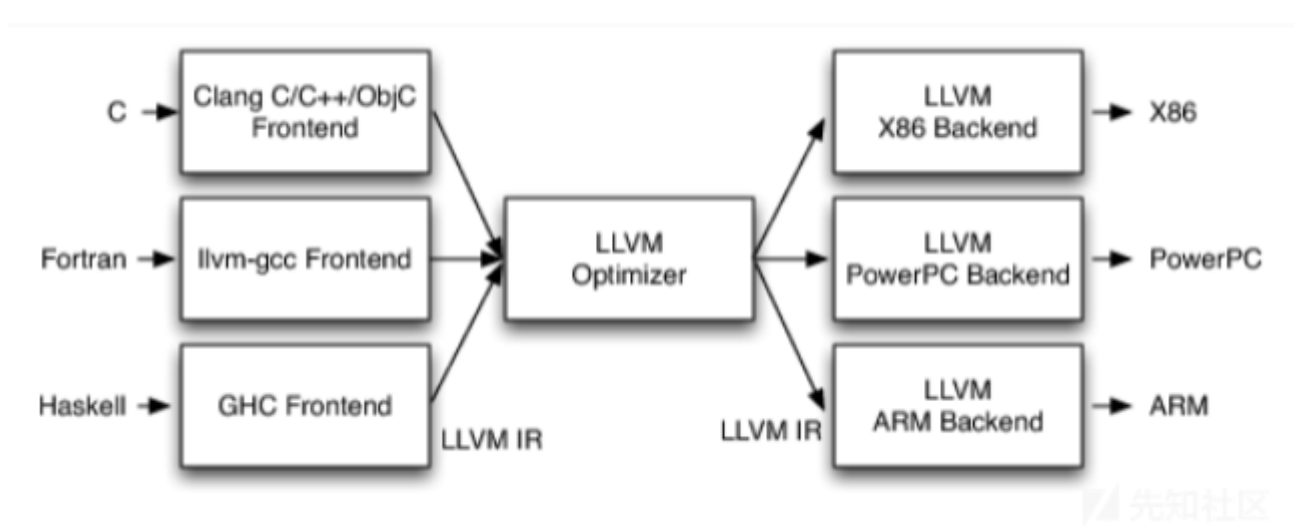 C
Clang C/C++/ObjC
Frontend
LLVM
X86 Backend
X86
Fortran
llvm-gcc Frontend
LLVM
Optimizer
LLVM
PowerPC Backend
PowerPC
Haskell
GHC Frontend
LLVM IR
LLVM IR
LLVM
ARM Backend
ARM
先知社区